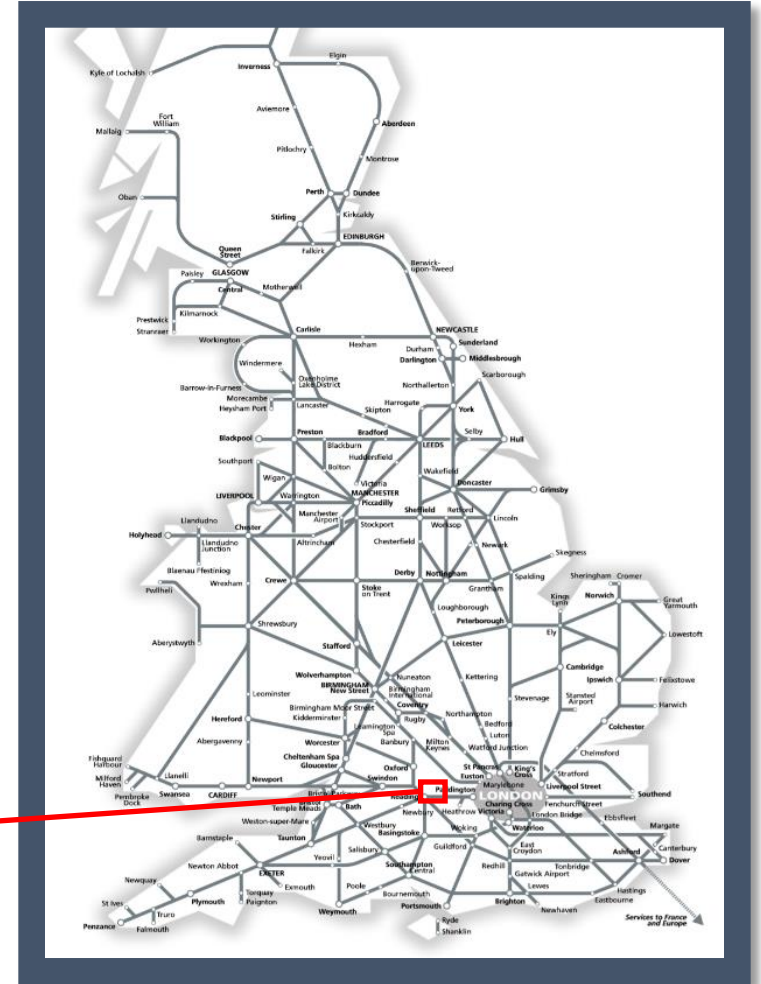 Elgin
Inverness
Kyle of Lochalsh
Aviemore
Fort
William
Aberdeen
Mallaig
Pitlochry
Montrose
Perth
Dundee
Oban
Stirling
Kirkcaldy
EDINBURGH
Queen
Street
Falkirk
Berwick-
upon-Tweed
Paisley
GLASGOW
Central
Motherwell
Prestwick
Kilmarnock
Stranraer
Carlisle
NEWCASTLE
Workington
Hexham
Sunderland
Durham
Darlington
Middlesbrough
Windermere
Scarborough
Oxenholme
Lake District
Barrow-in-Furness
Northallerton
Morecambe
Lancaster
Harrogate
Heysham Port
Skipton
York
Blackpool
Preston
Bradford
Selby
Hull
Blackburn
LEEDS
Huddersfield
Southport
Bolton
Wakefield
Wigan
Victoria
Doncaster
Grimsby
LIVERPOOL
Warrington
MANCHESTER
Piccadilly
Manchester
Airport
Sheffield
Retford
Llandudno
Stockport
Worksop
Lincoln
Holyhead
Chester
Llandudno
Junction
Altrincham
Chesterfield
Newark
Skegness
Blaenau Ffestiniog
Derby
Nottingham
Pwllheli
Wrexham
Crewe
Stoke
on Trent
Grantham
Spalding
Sheringham
Cromer
Kings
Lynn
Norwich
Great
Yarmouth
Loughborough
Peterborough
Shrewsbury
Ely
Lowestoft
Aberystwyth
Stafford
Leicester
Wolverhampton
Cambridge
BIRMINGHAM
New Street
Nuneaton
Kettering
Ipswich
Felixstowe
Birmingham
International
Leominster
Stevenage
Stansted
Airport
Birmingham Moor Street
Coventry
Harwich
Hereford
Kidderminster
Rugby
Northampton
Leamington
Spa
Bedford
Colchester
Abergavenny
Worcester
Banbury
Milton
Keynes
Luton
Watford Junction
Chelmsford
Fishguard
Harbour
Cheltenham Spa
Gloucester
Oxford
St Pancras
King's
Cross
Milford
Haven
Llanelli
Newport
Swindon
Euston
Stratford
Marylebone
Liverpool Street
Pembroke
Dock
Swansea
CARDIFF
Bristol Parkway
Reading
Paddington
LONDON
Southend
Bristol
Temple Meads
Bath
Fenchurch Street
Charing Cross
Newbury
Heathrow
Victoria
London Bridge
Ebbsfleet
Weston-super-Mare
Westbury
Basingstoke
Woking
Waterloo
Margate
Barnstaple
Taunton
Salisbury
Guildford
East
Croydon
Canterbury
Newton Abbot
Yeovil
Southampton
Central
Redhill
Tonbridge
Ashford
Dover
EXETER
Gatwick Airport
Newquay
Exmouth
Poole
Lewes
Hastings
Torquay
Bournemouth
Eastbourne
St Ives
Plymouth
Paignton
Portsmouth
Brighton
Newhaven
Truro
Weymouth
Penzance
Falmouth
Ryde
Services to France
and Europe
Shanklin